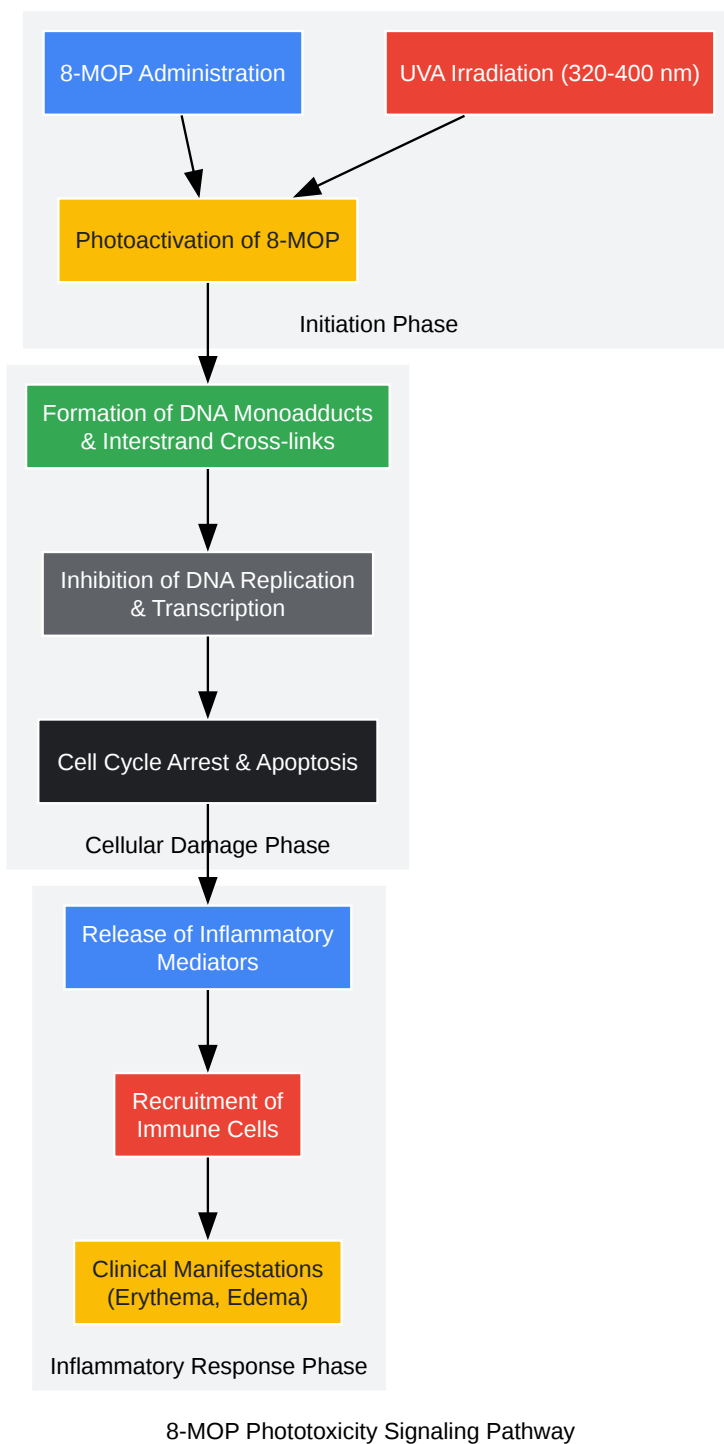 8-MOP Administration
UVA Irradiation (320-400 nm)
Photoactivation of 8-MOP
Initiation Phase
Formation of DNA Monoadducts
& Interstrand Cross-links
Inhibition of DNA Replication
& Transcription
Cell Cycle Arrest & Apoptosis
Cellular Damage Phase
Release of Inflammatory
Mediators
Recruitment of
Immune Cells
Clinical Manifestations
(Erythema, Edema)
Inflammatory Response Phase
8-MOP Phototoxicity Signaling Pathway